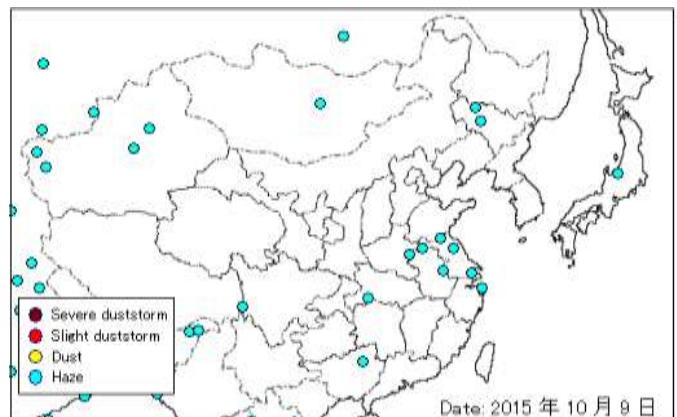 Severe duststorm
Slight duststorm
Dust
Haze
Date: 2015 年 10 月 9 日